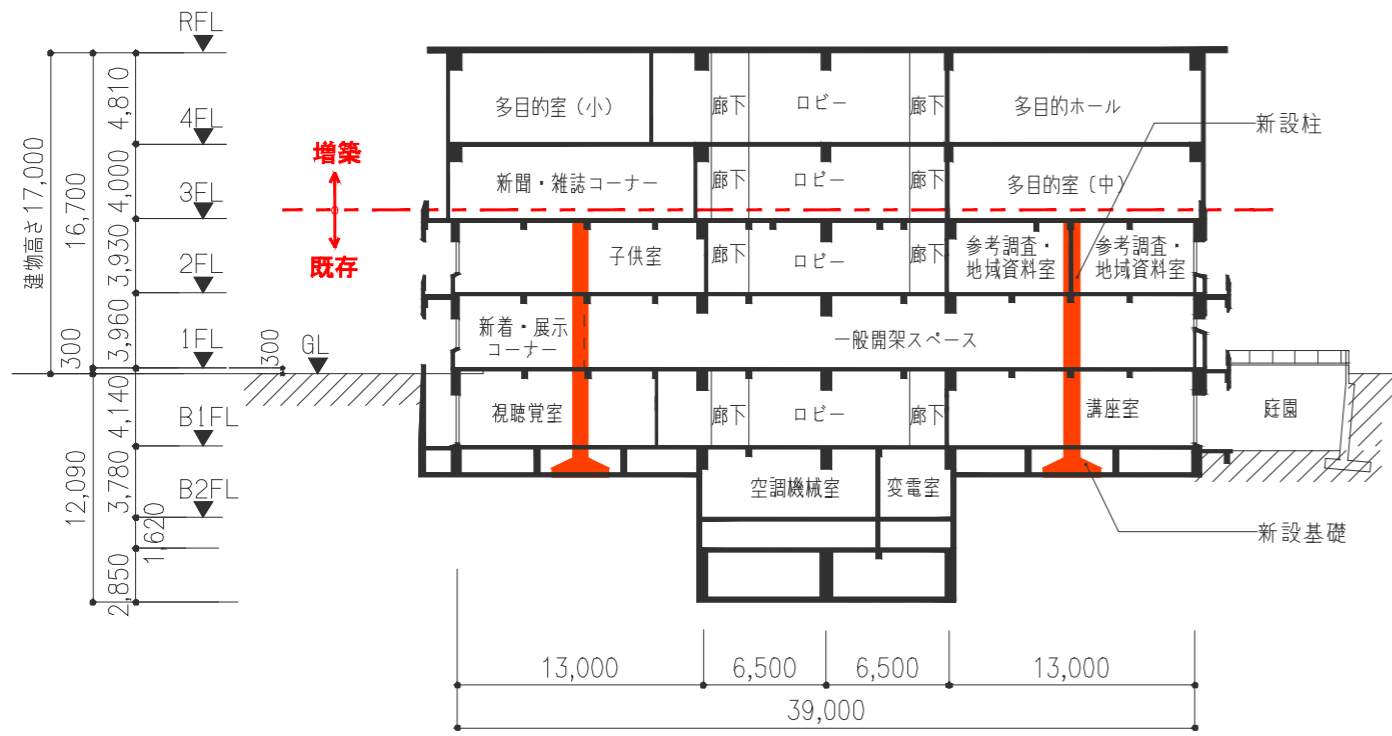 RFL
4FL
3FL
2FL
1FL
GL
B1FL
B2FL
建物高さ17,000
16,700
300
12,090
4,810
4,000
3,930
3,960
4,140
3,780
1,620
2,850
300
増築
既存
多目的室（小）
廊下
ロビー
廊下
多目的ホール
新設柱
新聞・雑誌コーナー
廊下
ロビー
廊下
多目的室（中）
子供室
廊下
ロビー
廊下
参考調査・
地域資料室
参考調査・
地域資料室
新着・展示
コーナー
一般開架スペース
視聴覚室
廊下
ロビー
廊下
講座室
庭園
空調機械室
変電室
新設基礎
13,000
6,500
6,500
13,000
39,000